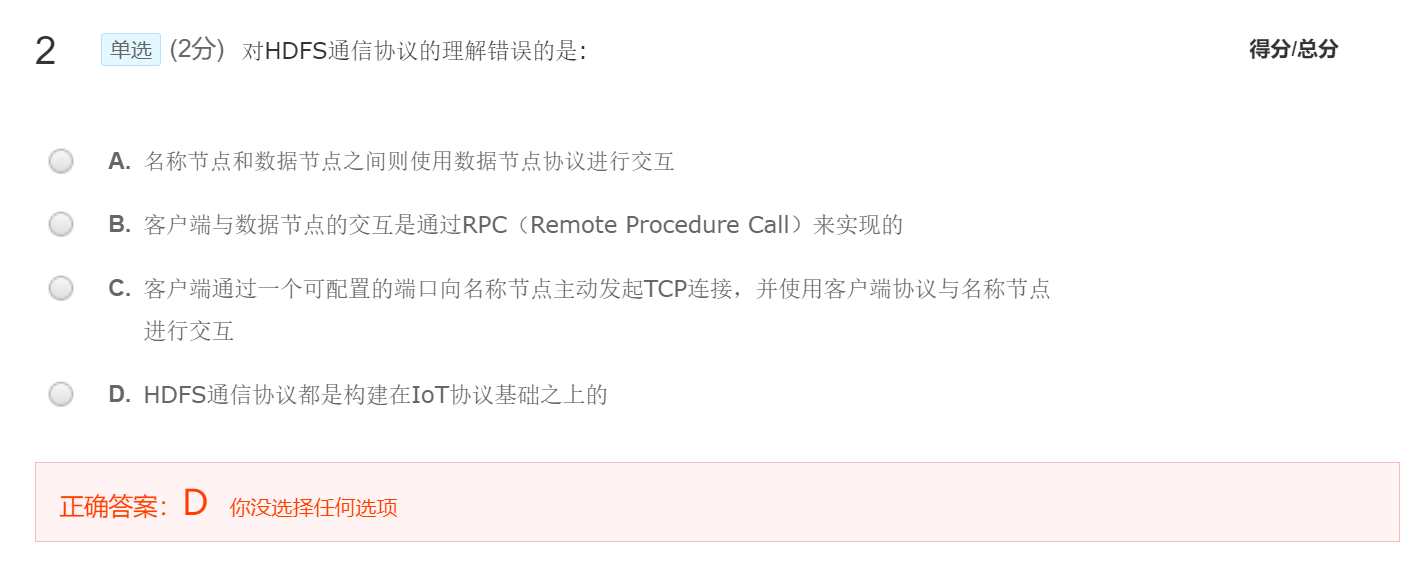 2 单选 (2分) 对HDFS通信协议的理解错误的是: 得分/总分
A. 名称节点和数据节点之间则使用数据节点协议进行交互
B. 客户端与数据节点的交互是通过RPC（Remote Procedure Call）来实现的
C. 客户端通过一个可配置的端口向名称节点主动发起TCP连接，并使用客户端协议与名称节点
进行交互
D. HDFS通信协议都是构建在IoT协议基础之上的
正确答案：D 你没选择任何选项